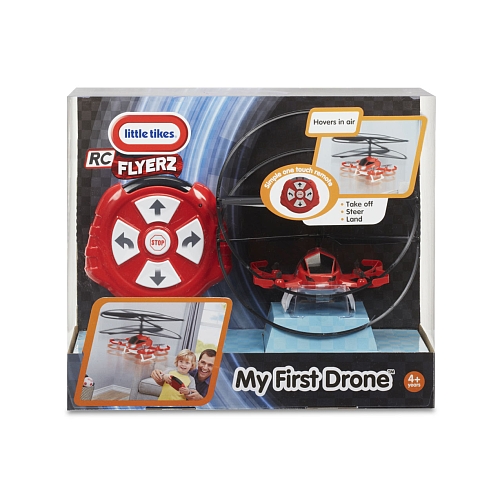 little tikes
RC FLYERZ
Hovers in air
Simple one touch remote
• Take off
• Steer
• Land
STOP
My First Drone™
4+
years